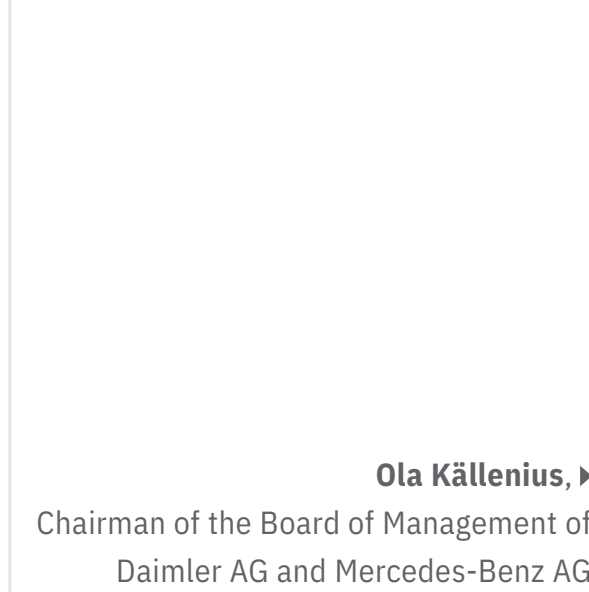 Ola Källenius, ▶
Chairman of the Board of Management of
Daimler AG and Mercedes-Benz AG